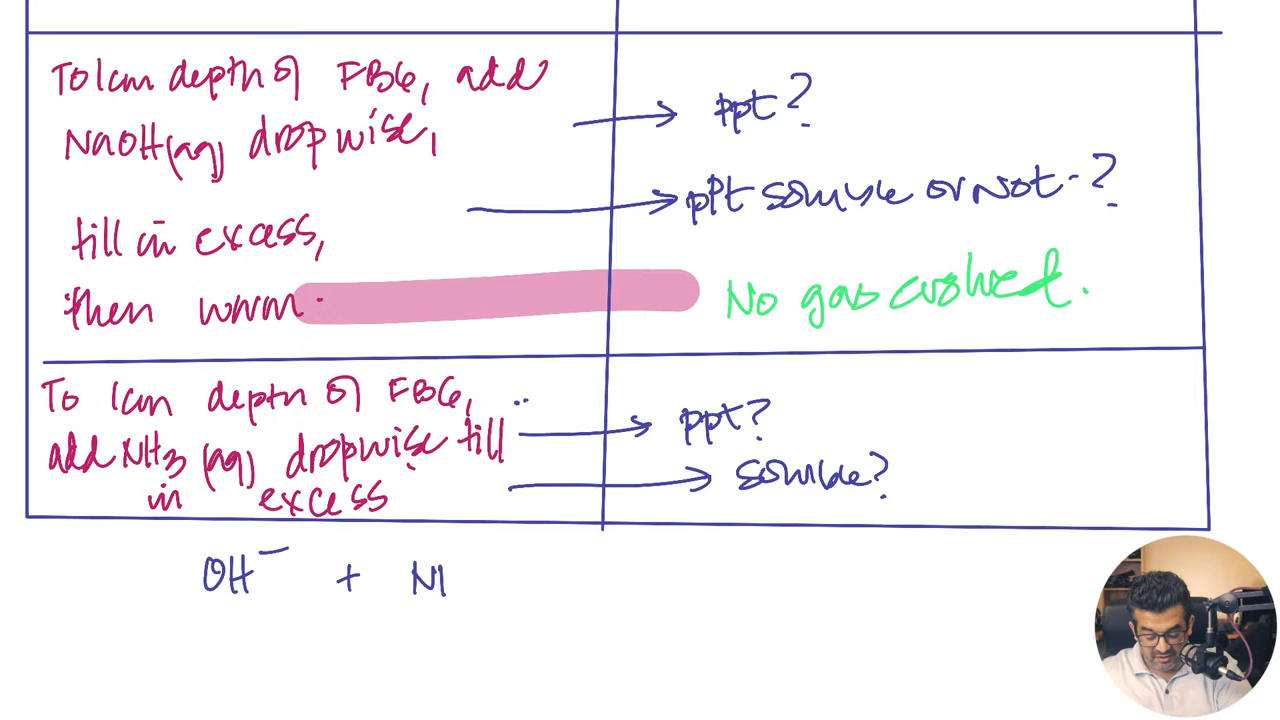 To 1cm depth of FB6, add
NaOH(aq) dropwise,
till in excess,
then warm.
ppt?
ppt soluble or Not.?
No gas evolved.
To 1cm depth of FB6,
add NH3 (aq) dropwise till
in excess
ppt?
soluble?
OH⁻ + NH